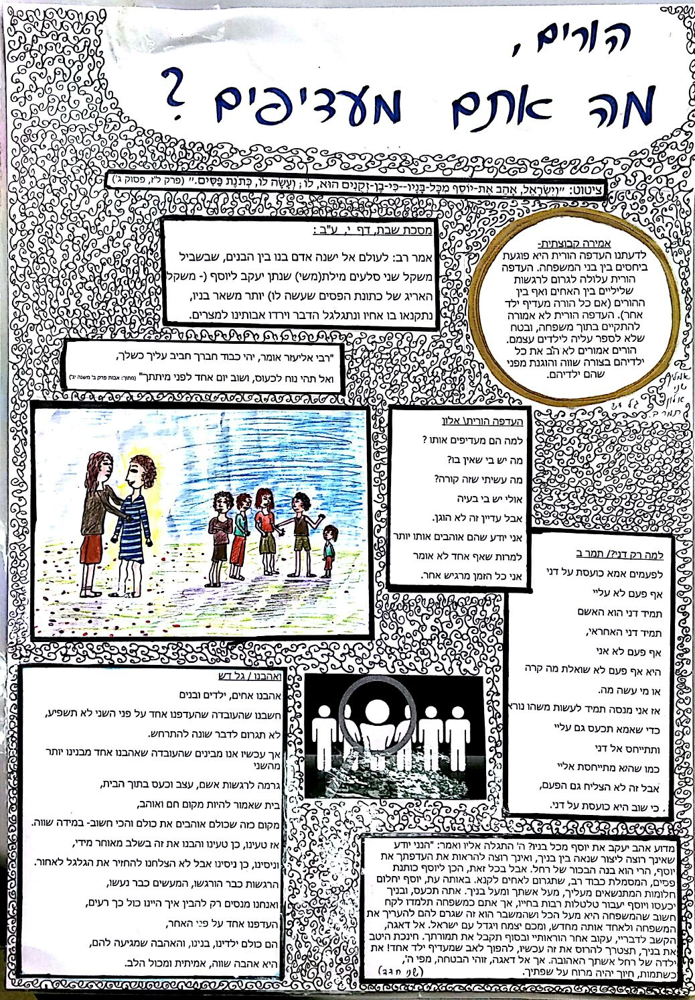 הורים,
מה אתם מעדיפים?
ציטוט: "וְיִשְׂרָאֵל, אָהַב אֶת-יוֹסֵף מִכָּל-בָּנָיו--כִּי-בֶן-זְקֻנִים הוּא, לוֹ; וְעָשָׂה לוֹ, כְּתֹנֶת פַּסִּים." (פרק ל"ז, פסוק ג')
מסכת שבת, דף י, ע"ב :
אמר רב: לעולם אל ישנה אדם בנו בין הבנים, שבשביל
משקל שני סלעים מילת(משי) שנתן יעקב ליוסף (- משקל
האריג של כתונת הפסים שעשה לו) יותר משאר בניו,
נתקנאו בו אחיו ונתגלגל הדבר וירדו אבותינו למצרים.
אמירה קבוצתית-
לדעתנו העדפה הורית היא פוגעת
ביחסים בין בני המשפחה. העדפה
הורית עלולה לגרום לרגשות
שליליים בין האחים ואף בין
ההורים (אם כל הורה מעדיף ילד
אחר). העדפה הורית לא אמורה
להתקיים בתוך משפחה, ובטח
שלא לספר עליה לילדים עצמם.
הורים אמורים לאהב את כל
ילדיהם בצורה שווה והוגנת מפני
שהם ילדיהם.
שני
אלון
גל דש
תמר ב.
"רבי אליעזר אומר, יהי כבוד חברך חביב עליך כשלך,
ואל תהי נוח לכעוס, ושוב יום אחד לפני מיתתך" (מתוך: אבות פרק ב' משנה יג')
העדפה הורית\ אלון
למה הם מעדיפים אותו ?
מה יש בי שאין בו?
מה עשיתי שזה קורה?
אולי יש בי בעיה
אבל עדיין זה לא הוגן.
אני יודע שהם אוהבים אותו יותר
למרות שאף אחד לא אומר
אני כל הזמן מרגיש אחר.
למה רק דני?/ תמר ב
לפעמים אמא כועסת על דני
אף פעם לא עליי
תמיד דני הוא האשם
תמיד דני האחראי,
אף פעם לא אני
היא אף פעם לא שואלת מה קרה
או מי עשה מה.
אז אני מנסה תמיד לעשות משהו נורא
כדי שאמא תכעס גם עליי
ותתייחס אל דני
כמו שהיא מתייחסת אליי
אבל זה לא הצליח גם הפעם,
כי שוב היא כועסת על דני.
ואהבנו / גל דש
אהבנו אחים, ילדים ובנים
חשבנו שהעובדה שהעדפנו אחד על פני השני לא תשפיע,
לא תגרום לדבר שונה להתרחש.
אך עכשיו אנו מבינים שהעובדה שאהבנו אחד מבנינו יותר
מהשני
גרמה לרגשות אשם, עצב וכעס בתוך הבית,
בית שאמור להיות מקום חם ואוהב,
מקום כזה שכולם אוהבים את כולם והכי חשוב- במידה שווה.
אז טעינו, כן טעינו והבנו את זה בשלב מאוחר מידי,
וניסינו, כן ניסינו אבל לא הצלחנו להחזיר את הגלגל לאחור.
הרגשות כבר הורגשו, המעשים כבר נעשו,
ואנחנו מנסים רק להבין איך היינו כול כך רעים,
העדפנו אחד על פני האחר,
הם כולם ילדינו, בנינו, והאהבה שמגיעה להם,
היא אהבה שווה, אמיתית ומכול הלב.
מדוע אהב יעקב את יוסף מכל בניו? ה' התגלה אליו ואמר: "הנני יודע
שאינך רוצה ליצור שנאה בין בניך, ואינך רוצה להראות את העדפתך את
יוסף, הרי הוא בנה הבכור של רחל. אבל בכל זאת, הכן ליוסף כותנת
פסים, המסמלת כבוד רב, שתגרום לאחים לקנא. באותה עת, יוסף יחלום
חלומות המתנשאים מעליך, מעל אשתך ומעל בניך. אתה תכעס, ובניך
יכעסו ויוסף יעבור טלטלות רבות בחייו, אך אתם כמשפחה תלמדו לקח
חשוב שהמשפחה היא מעל הכל ושהמשבר הוא זה שגרם להם להעריך את
המשפחה ולאחד אותה מחדש, ומכם יצמח ויגדל עם ישראל. אל דאגה,
הקשב לדבריי, עקוב אחר הוראותיי ובסוף תקבל את תמורתך. חינכת היטב
את בניך, תצטרך להרוס את זה עכשיו, להפוך לאב שמעדיף ילד אחד! את
ילדה של רחל אשתך האהובה. אך אל דאגה, זוהי הבטחה, מפי ה',
כשתמות, חיוך יהיה מרוח על שפתיך.